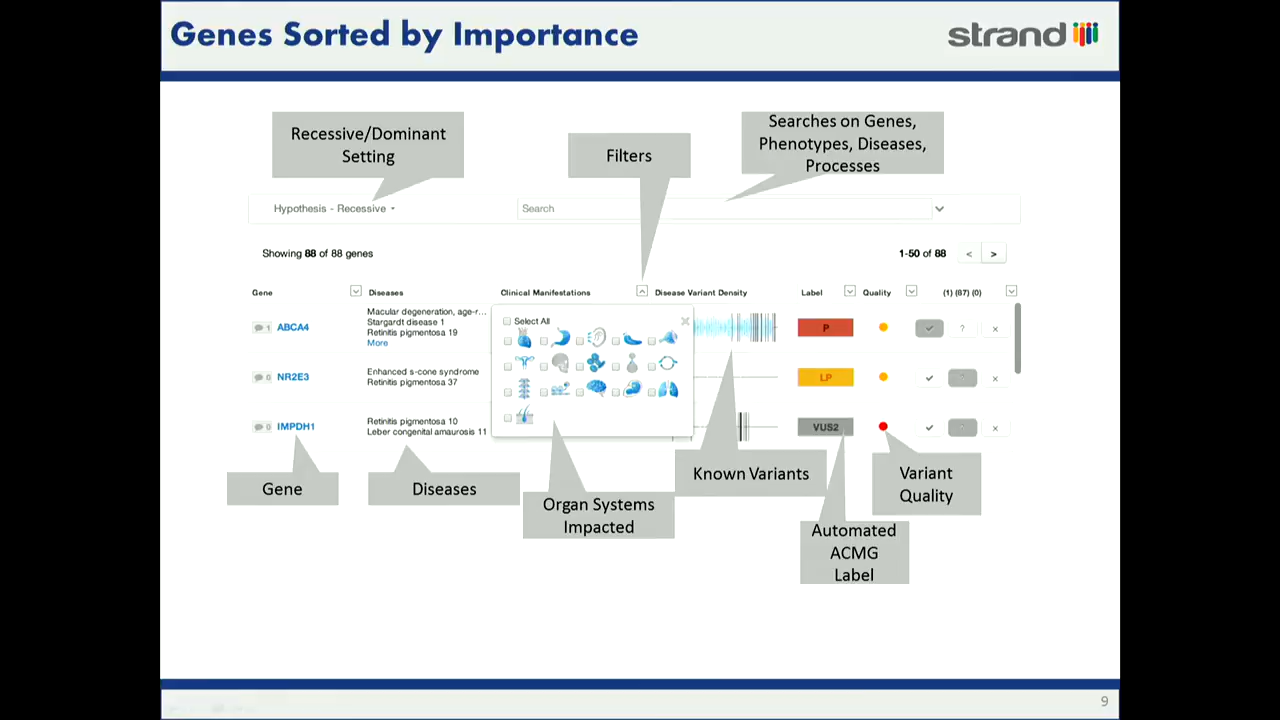 Genes Sorted by Importance
strand
Recessive/Dominant
Setting
Filters
Searches on Genes,
Phenotypes, Diseases,
Processes
Hypothesis - Recessive
Search
Showing 88 of 88 genes
1-50 of 88
< >
Gene
Diseases
Clinical Manifestations
Disease Variant Density
Label
Quality
(1) (87) (0)
Select All
1 ABCA4
Macular degeneration, age-r...
Stargardt disease 1
Retinitis pigmentosa 19
More
P
?
0 NR2E3
Enhanced s-cone syndrome
Retinitis pigmentosa 37
LP
?
0 IMPDH1
Retinitis pigmentosa 10
Leber congenital amaurosis 11
VUS2
?
Gene
Diseases
Organ Systems
Impacted
Known Variants
Automated
ACMG
Label
Variant
Quality
9